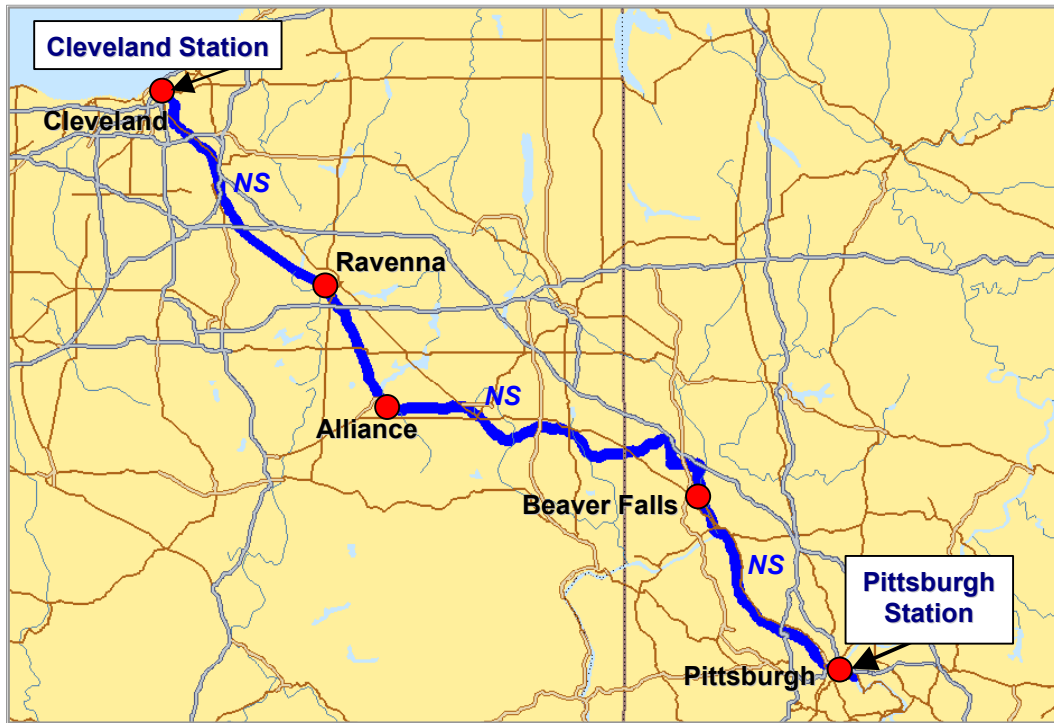 Cleveland Station
Cleveland
NS
Ravenna
NS
Alliance
Beaver Falls
NS
Pittsburgh
Station
Pittsburgh